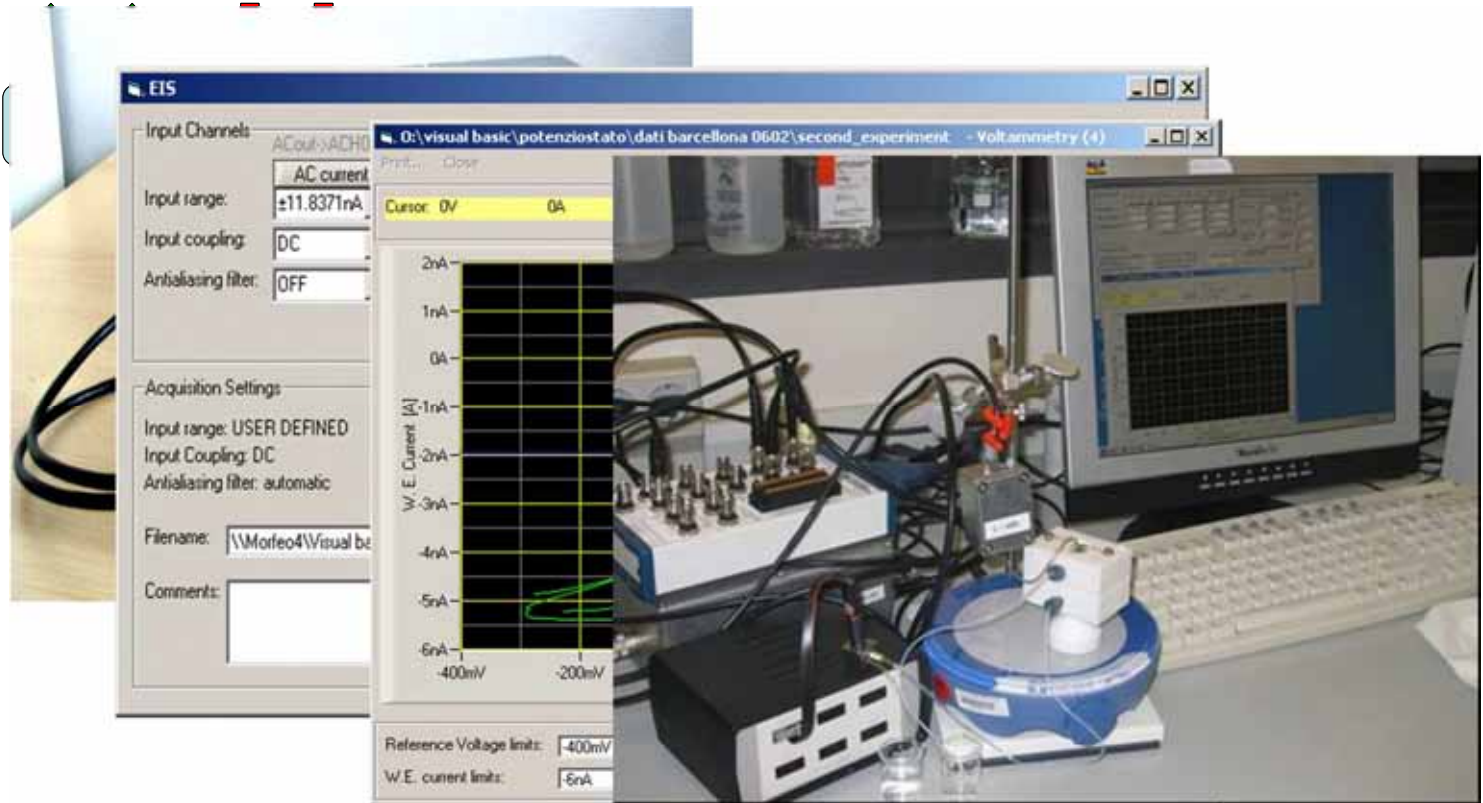 EIS
Input Channels
ACout->ACH0
AC current
Input range: ±11.8371nA
Input coupling: DC
Antialiasing filter: OFF
Acquisition Settings
Input range: USER DEFINED
Input Coupling: DC
Antialiasing filter: automatic
Filename: \\Morfeo4\Visual ba
Comments:
O:\visual basic\potenziostato\dati barcellona 0602\second_experiment - Voltammetry (4)
Print... Close
Cursor: 0V 0A
2nA
1nA
0A
-1nA
-2nA
-3nA
-4nA
-5nA
-6nA
W. E. Current [A]
-400mV -200mV
Reference Voltage limits: -400mV
W.E. current limits: -6nA